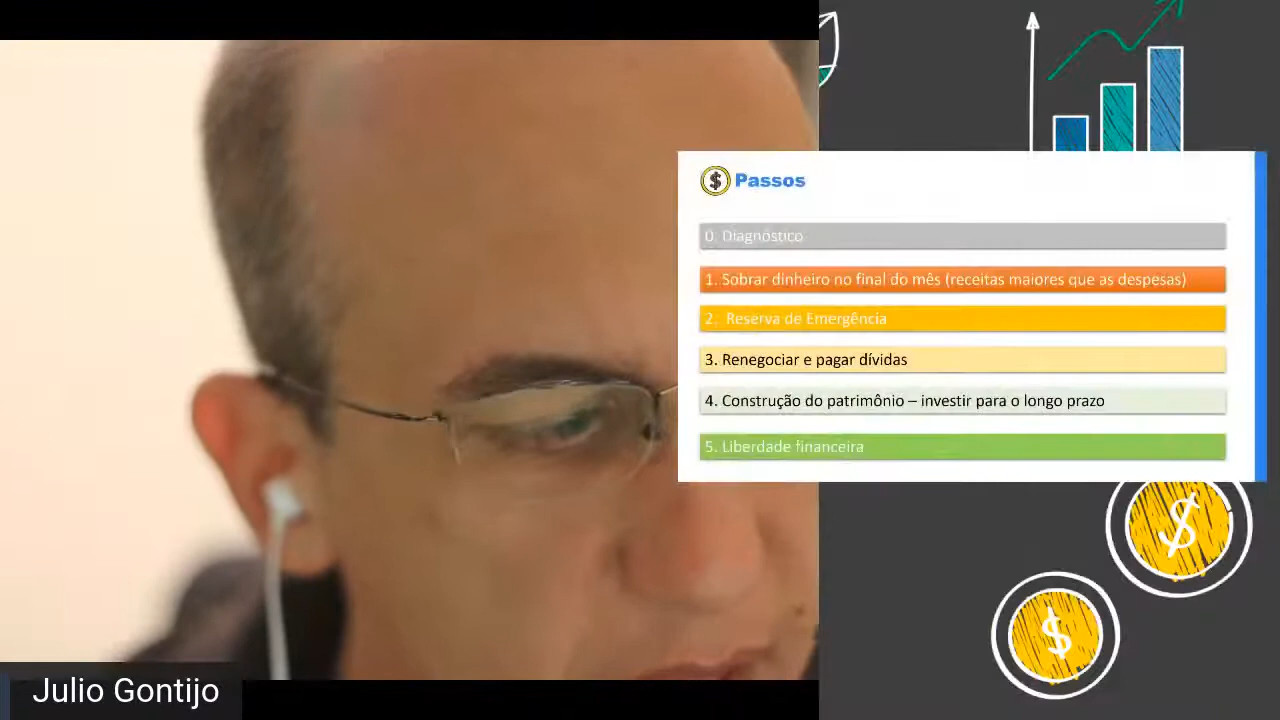 Passos
0. Diagnóstico
1. Sobrar dinheiro no final do mês (receitas maiores que as despesas)
2. Reserva de Emergência
3. Renegociar e pagar dívidas
4. Construção do patrimônio – investir para o longo prazo
5. Liberdade financeira
Julio Gontijo